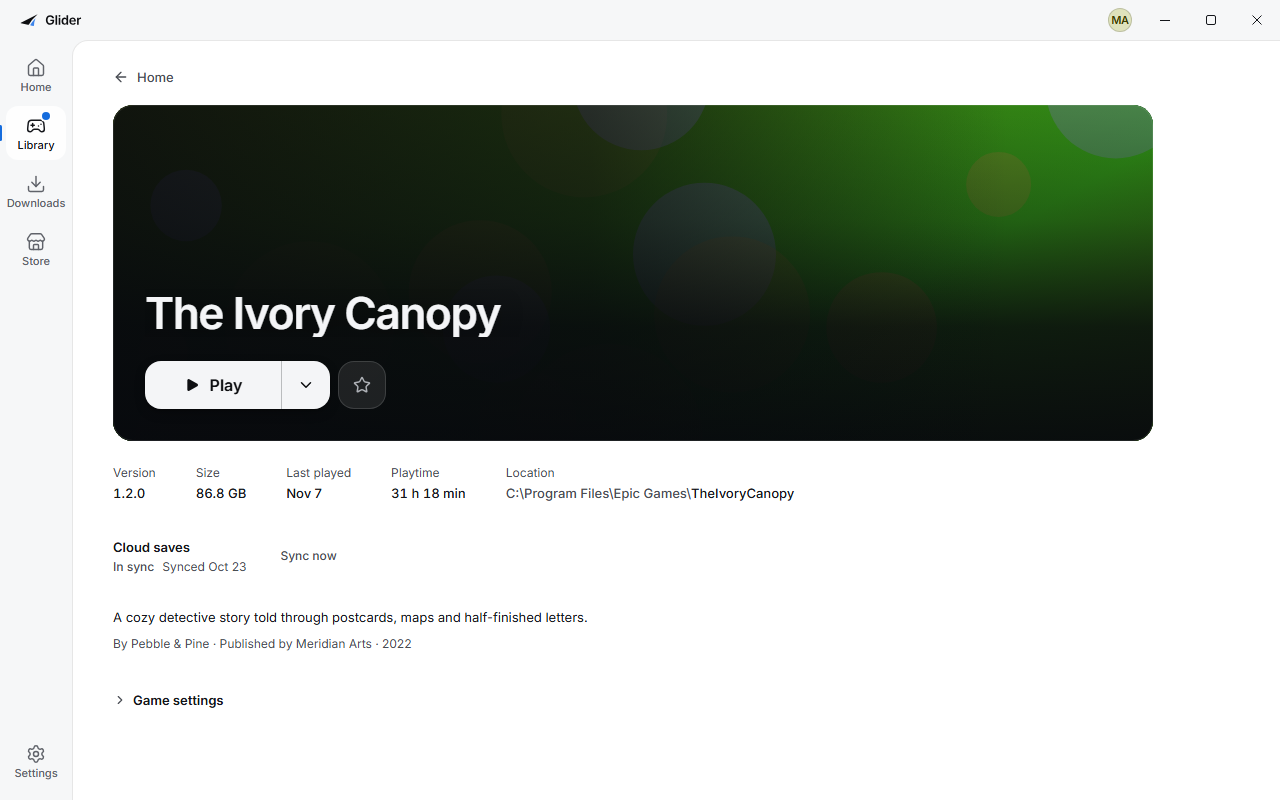 Glider
MA
Home
Library
Downloads
Store
Settings
Home
The Ivory Canopy
Play
Version
1.2.0
Size
86.8 GB
Last played
Nov 7
Playtime
31 h 18 min
Location
C:\Program Files\Epic Games\TheIvoryCanopy
Cloud saves
In sync Synced Oct 23
Sync now
A cozy detective story told through postcards, maps and half-finished letters.
By Pebble & Pine · Published by Meridian Arts · 2022
Game settings